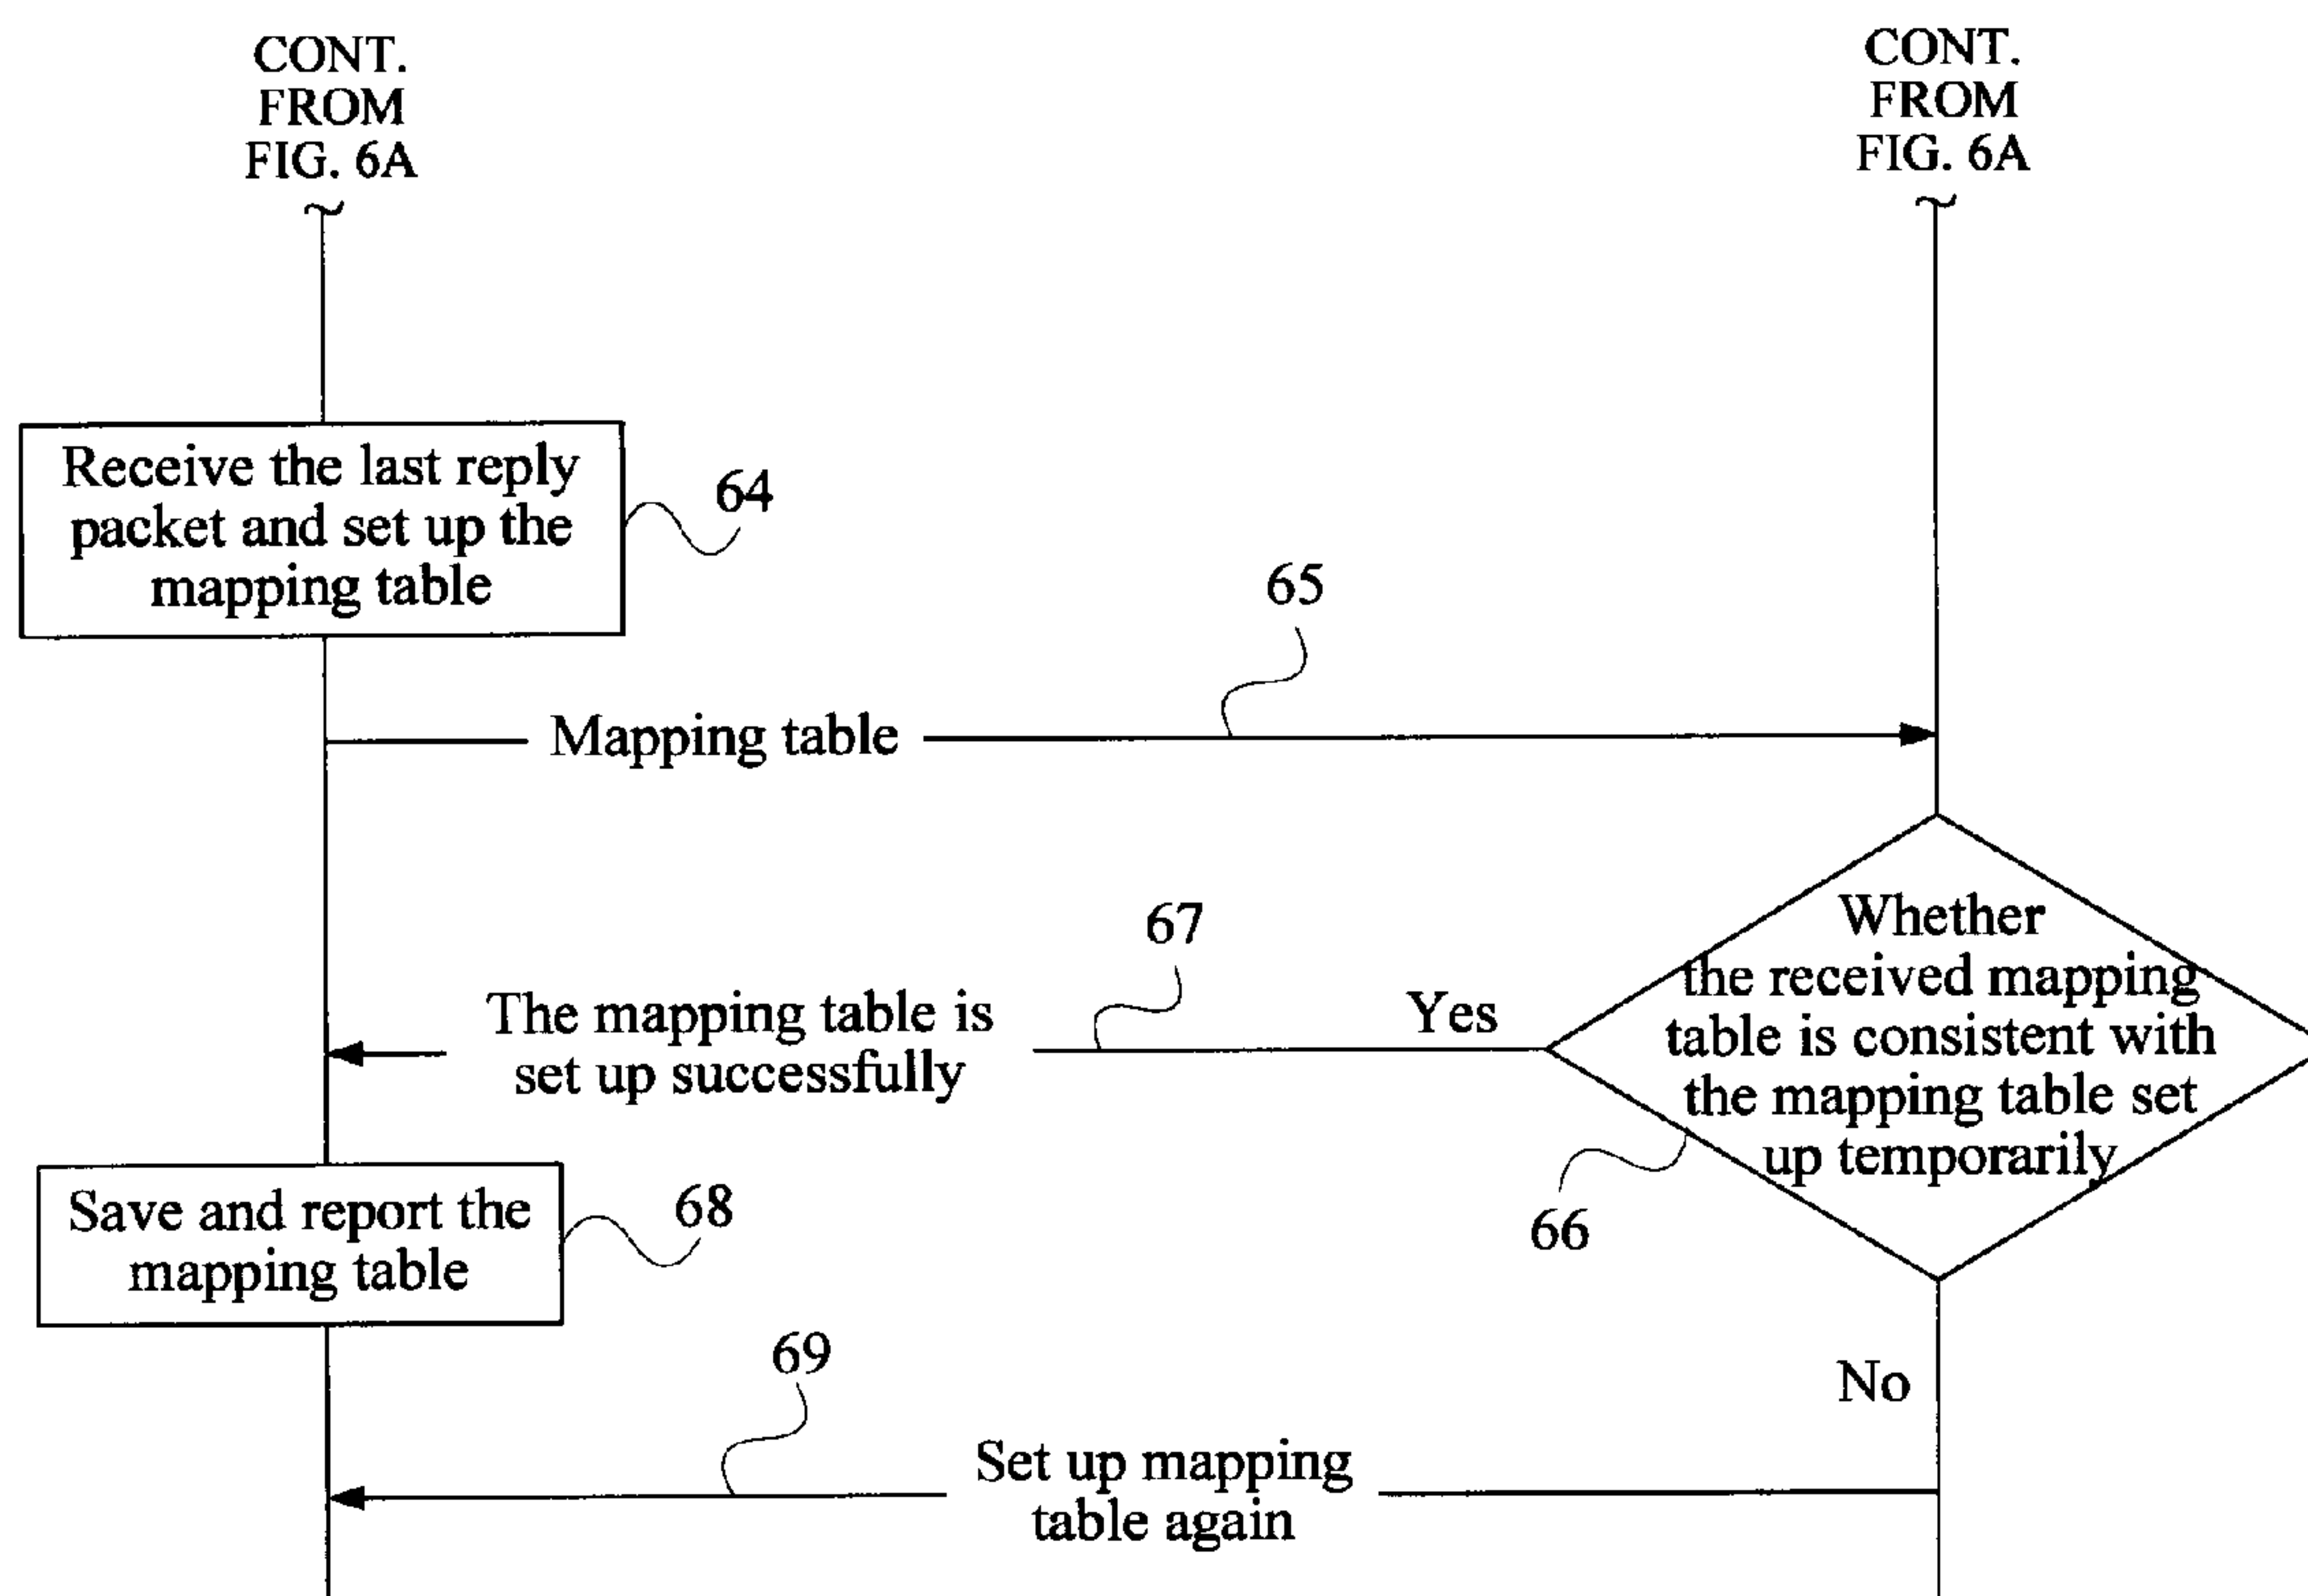 CONT.
FROM
FIG. 6A
CONT.
FROM
FIG. 6A
Receive the last reply
packet and set up the
mapping table
64
65
Mapping table
67
The mapping table is
set up successfully
Yes
Whether
the received mapping
table is consistent with
the mapping table set
up temporarily
66
Save and report the
mapping table
68
69
No
Set up mapping
table again